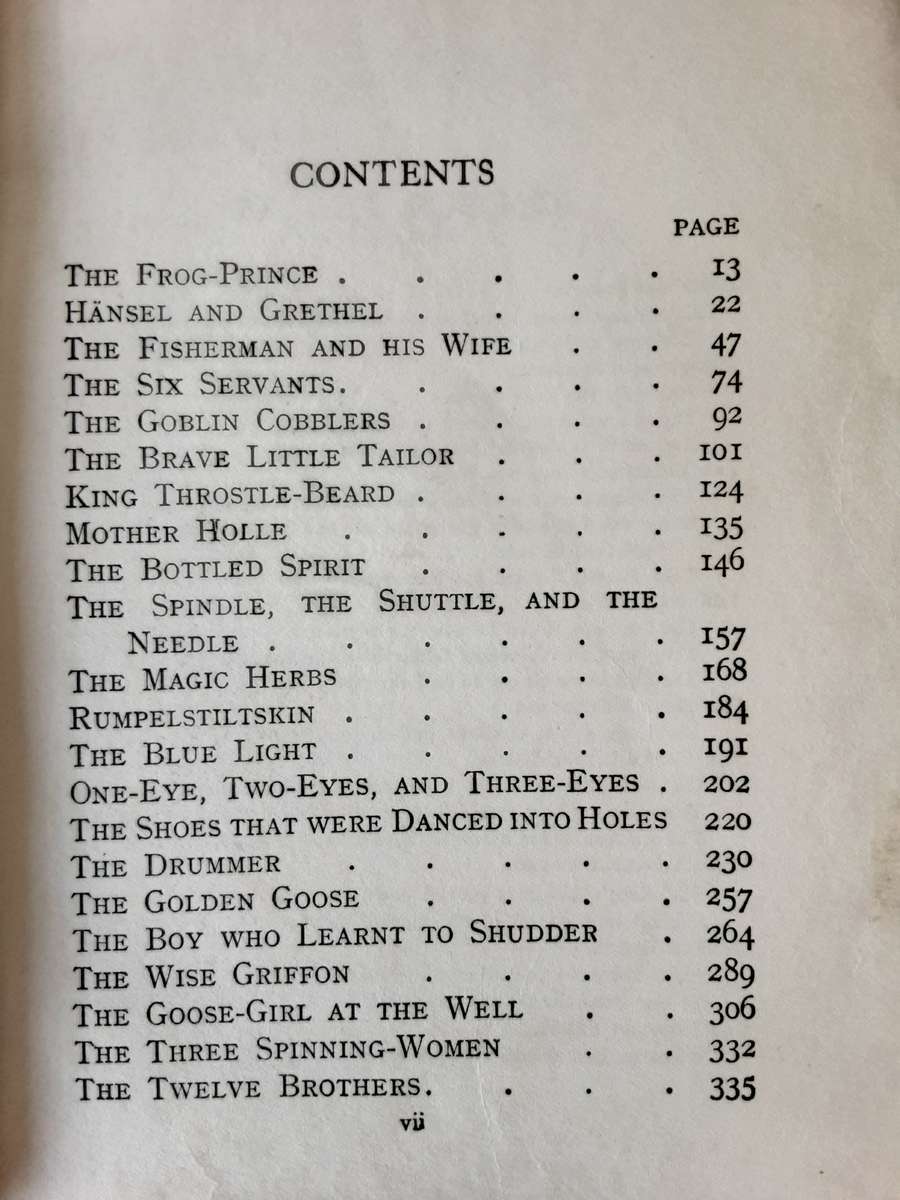 CONTENTS
PAGE
THE FROG-PRINCE . . . . . 13
HÄNSEL AND GRETHEL . . . . 22
THE FISHERMAN AND HIS WIFE . . 47
THE SIX SERVANTS. . . . . 74
THE GOBLIN COBBLERS . . . . 92
THE BRAVE LITTLE TAILOR . . . 101
KING THROSTLE-BEARD . . . . 124
MOTHER HOLLE . . . . . 135
THE BOTTLED SPIRIT . . . . 146
THE SPINDLE, THE SHUTTLE, AND THE
NEEDLE . . . . . . 157
THE MAGIC HERBS . . . . 168
RUMPELSTILTSKIN . . . . . 184
THE BLUE LIGHT . . . . . 191
ONE-EYE, TWO-EYES, AND THREE-EYES . 202
THE SHOES THAT WERE DANCED INTO HOLES 220
THE DRUMMER . . . . . 230
THE GOLDEN GOOSE . . . . 257
THE BOY WHO LEARNT TO SHUDDER . 264
THE WISE GRIFFON . . . . 289
THE GOOSE-GIRL AT THE WELL . . 306
THE THREE SPINNING-WOMEN . . 332
THE TWELVE BROTHERS. . . . 335
vii